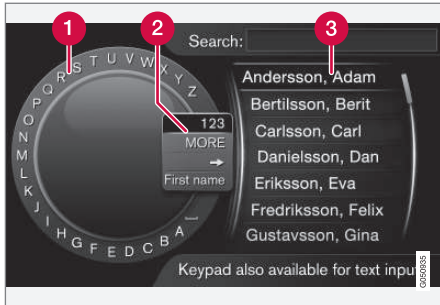 1
2
3
Search:
A B C D E F G H I J K L M N O P Q R S T U V W X Y Z
123
MORE
First name
Andersson, Adam
Bertilsson, Berit
Carlsson, Carl
Danielsson, Dan
Eriksson, Eva
Fredriksson, Felix
Gustavsson, Gina
Keypad also available for text input
G050935